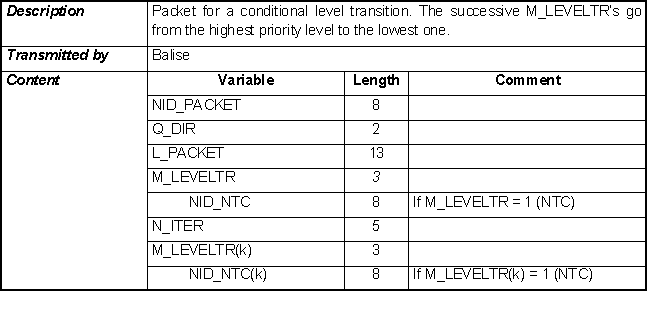 Description Packet for a conditional level transition. The successive M_LEVELTR's go
from the highest priority level to the lowest one.
Transmitted by Balise
Content Variable Length Comment
NID_PACKET 8
Q_DIR 2
L_PACKET 13
M_LEVELTR 3
NID_NTC 8 If M_LEVELTR = 1 (NTC)
N_ITER 5
M_LEVELTR(k) 3
NID_NTC(k) 8 If M_LEVELTR(k) = 1 (NTC)